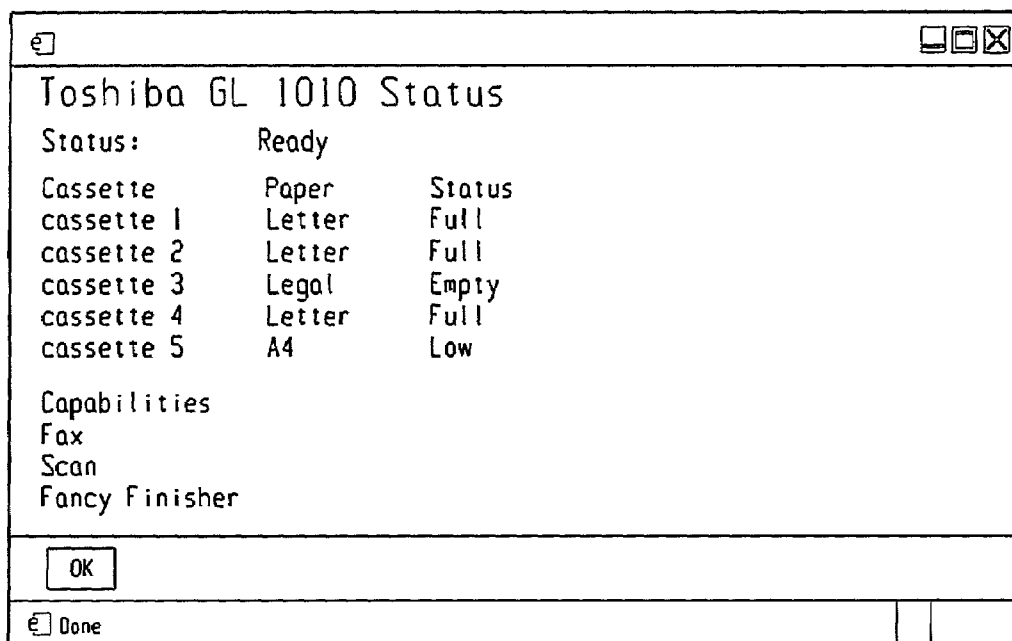 Toshiba GL 1010 Status
Status: Ready
Cassette Paper Status
cassette 1 Letter Full
cassette 2 Letter Full
cassette 3 Legal Empty
cassette 4 Letter Full
cassette 5 A4 Low
Capabilities
Fax
Scan
Fancy Finisher
OK
Done